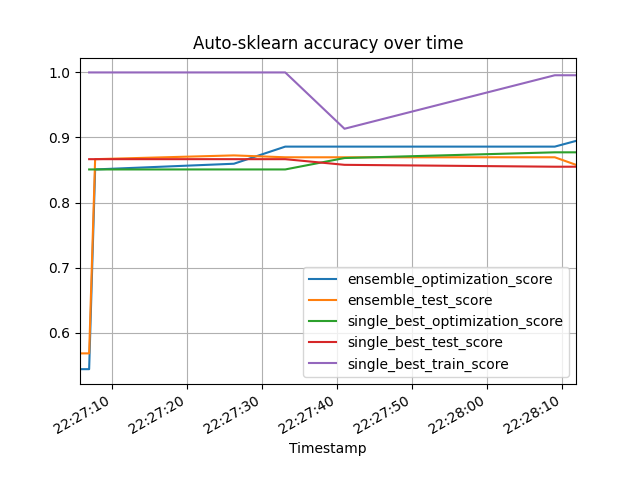 Auto-sklearn accuracy over time
1.0
0.9
0.8
0.7
0.6
ensemble_optimization_score
ensemble_test_score
single_best_optimization_score
single_best_test_score
single_best_train_score
22:27:10
22:27:20
22:27:30
22:27:40
22:27:50
22:28:00
22:28:10
Timestamp